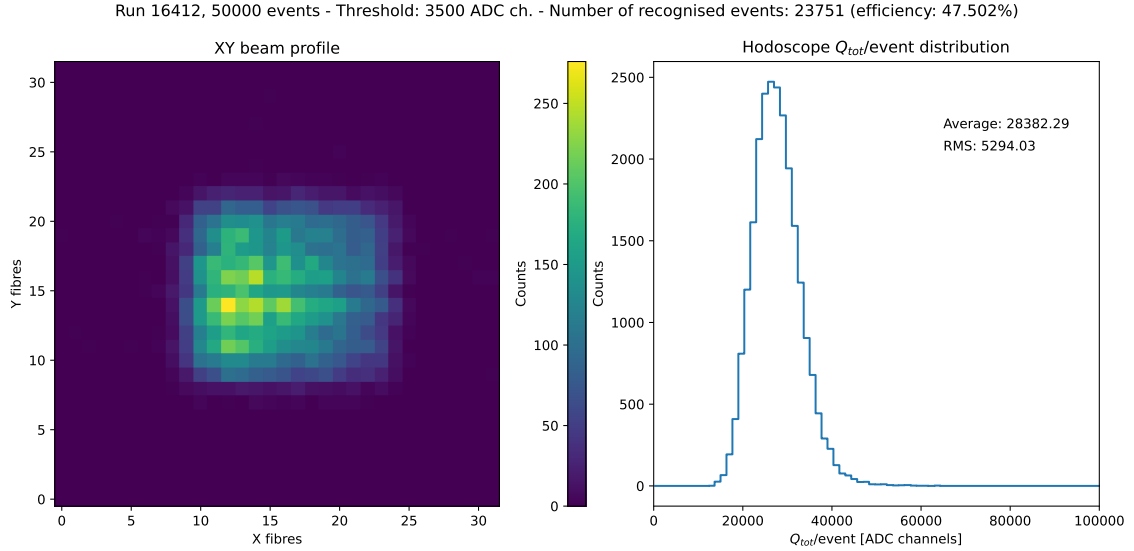 Run 16412, 50000 events - Threshold: 3500 ADC ch. - Number of recognised events: 23751 (efficiency: 47.502%)
XY beam profile
30
25
20
15
10
5
0
Y fibres
0 5 10 15 20 25 30
X fibres
250
200
150
100
50
0
Counts
Hodoscope Q_tot/event distribution
Average: 28382.29
RMS: 5294.03
2500
2000
1500
1000
500
0
Counts
0 20000 40000 60000 80000 100000
Q_tot/event [ADC channels]